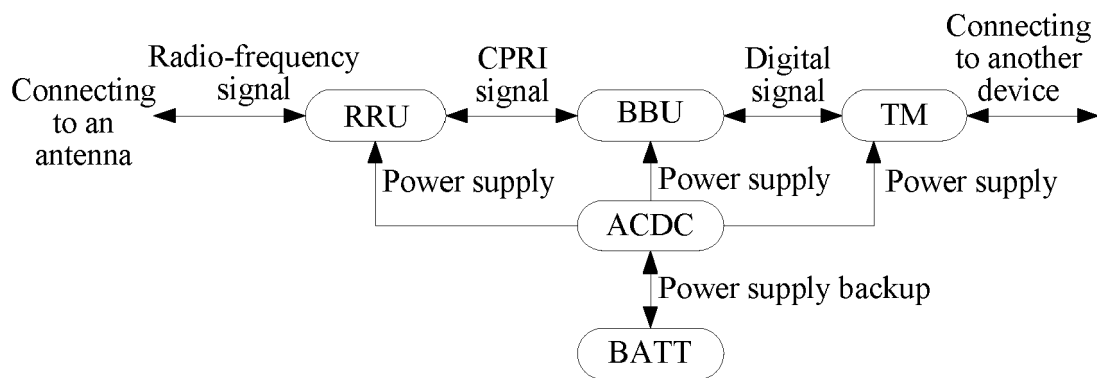 Connecting
to an
antenna
Radio-frequency
signal
RRU
CPRI
signal
BBU
Digital
signal
TM
Connecting
to another
device
Power supply
Power supply
Power supply
ACDC
Power supply backup
BATT